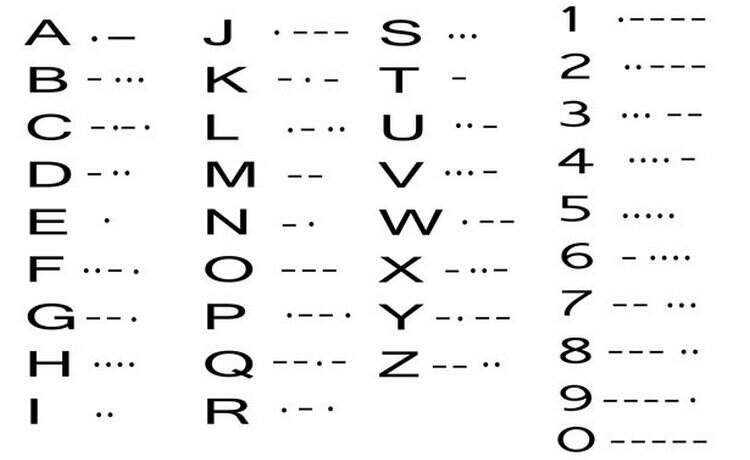 A ·–
B –···
C –·–·
D –··
E ·
F ··–·
G ––·
H ····
I ··
J ·–––
K –·–
L ·–··
M ––
N –·
O –––
P ·––·
Q ––·–
R ·–·
S ···
T –
U ··–
V ···–
W ·––
X –··–
Y –·––
Z ––··
1 ·––––
2 ··–––
3 ···––
4 ····–
5 ·····
6 –····
7 ––···
8 –––··
9 ––––·
0 –––––